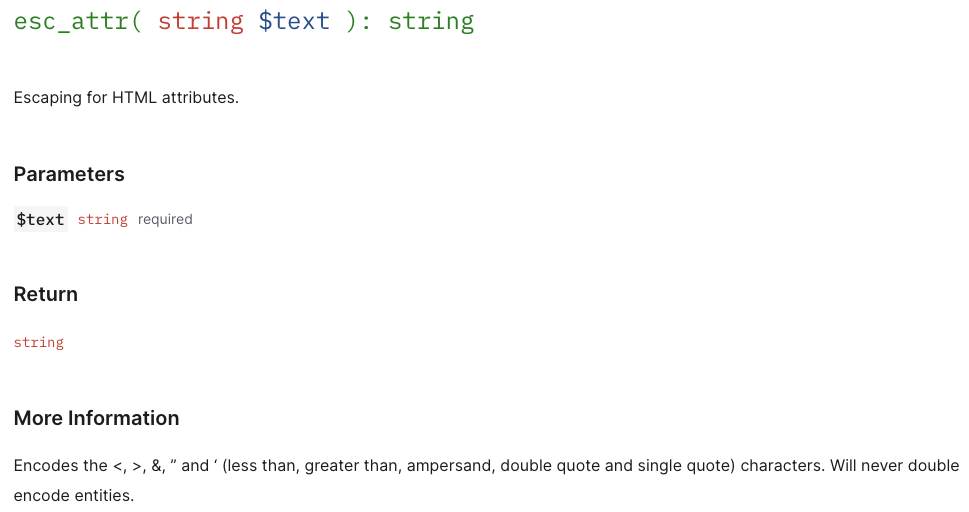 esc_attr( string $text ): string
Escaping for HTML attributes.
Parameters
$text string required
Return
string
More Information
Encodes the <, >, &, ” and ‘ (less than, greater than, ampersand, double quote and single quote) characters. Will never double
encode entities.